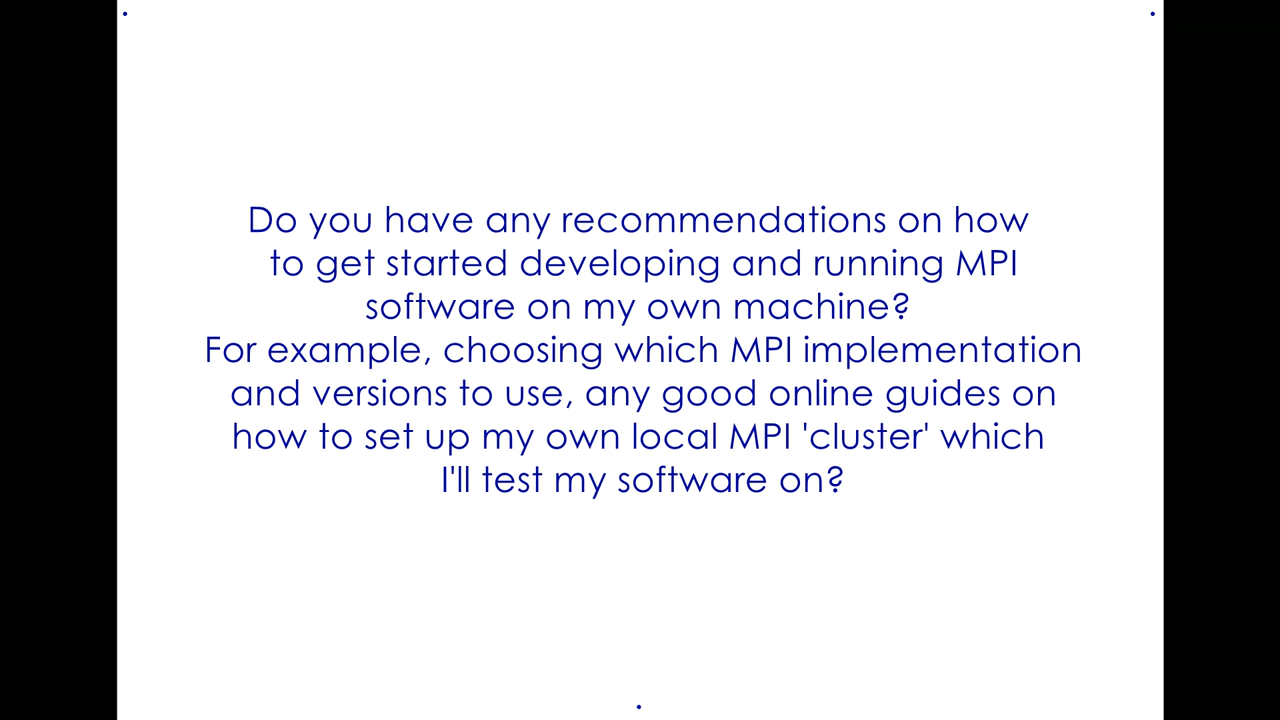 Do you have any recommendations on how
to get started developing and running MPI
software on my own machine?
For example, choosing which MPI implementation
and versions to use, any good online guides on
how to set up my own local MPI 'cluster' which
I'll test my software on?